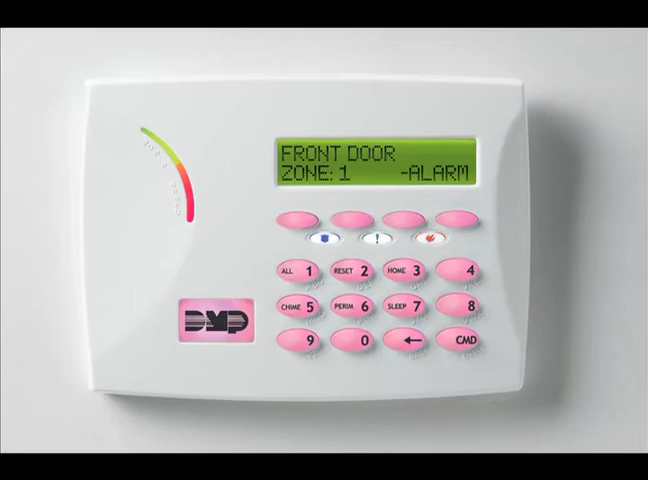 FRONT DOOR
ZONE: 1 -ALARM
ALL 1
RESET 2
HOME 3
4
CHIME 5
PERIM 6
SLEEP 7
8
9
0
←
CMD
DMP